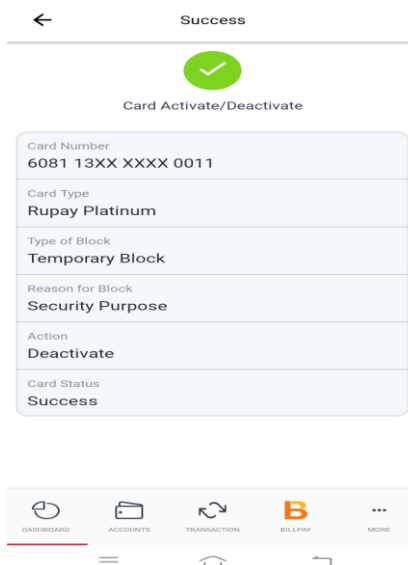 Success
Card Activate/Deactivate
Card Number
6081 13XX XXXX 0011
Card Type
Rupay Platinum
Type of Block
Temporary Block
Reason for Block
Security Purpose
Action
Deactivate
Card Status
Success
B
DASHBOARD ACCOUNTS TRANSACTION BILLPAY MORE